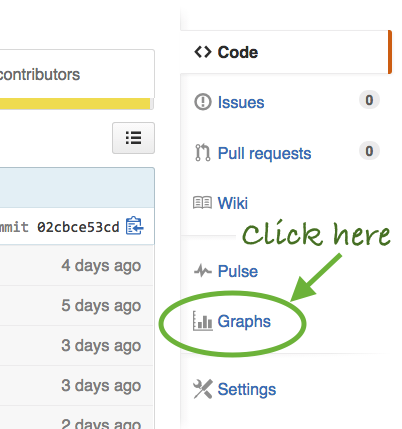 contributors
mmit 02cbce53cd
4 days ago
5 days ago
3 days ago
3 days ago
2 days ago
Code
Issues 0
Pull requests 0
Wiki
Click here
Pulse
Graphs
Settings